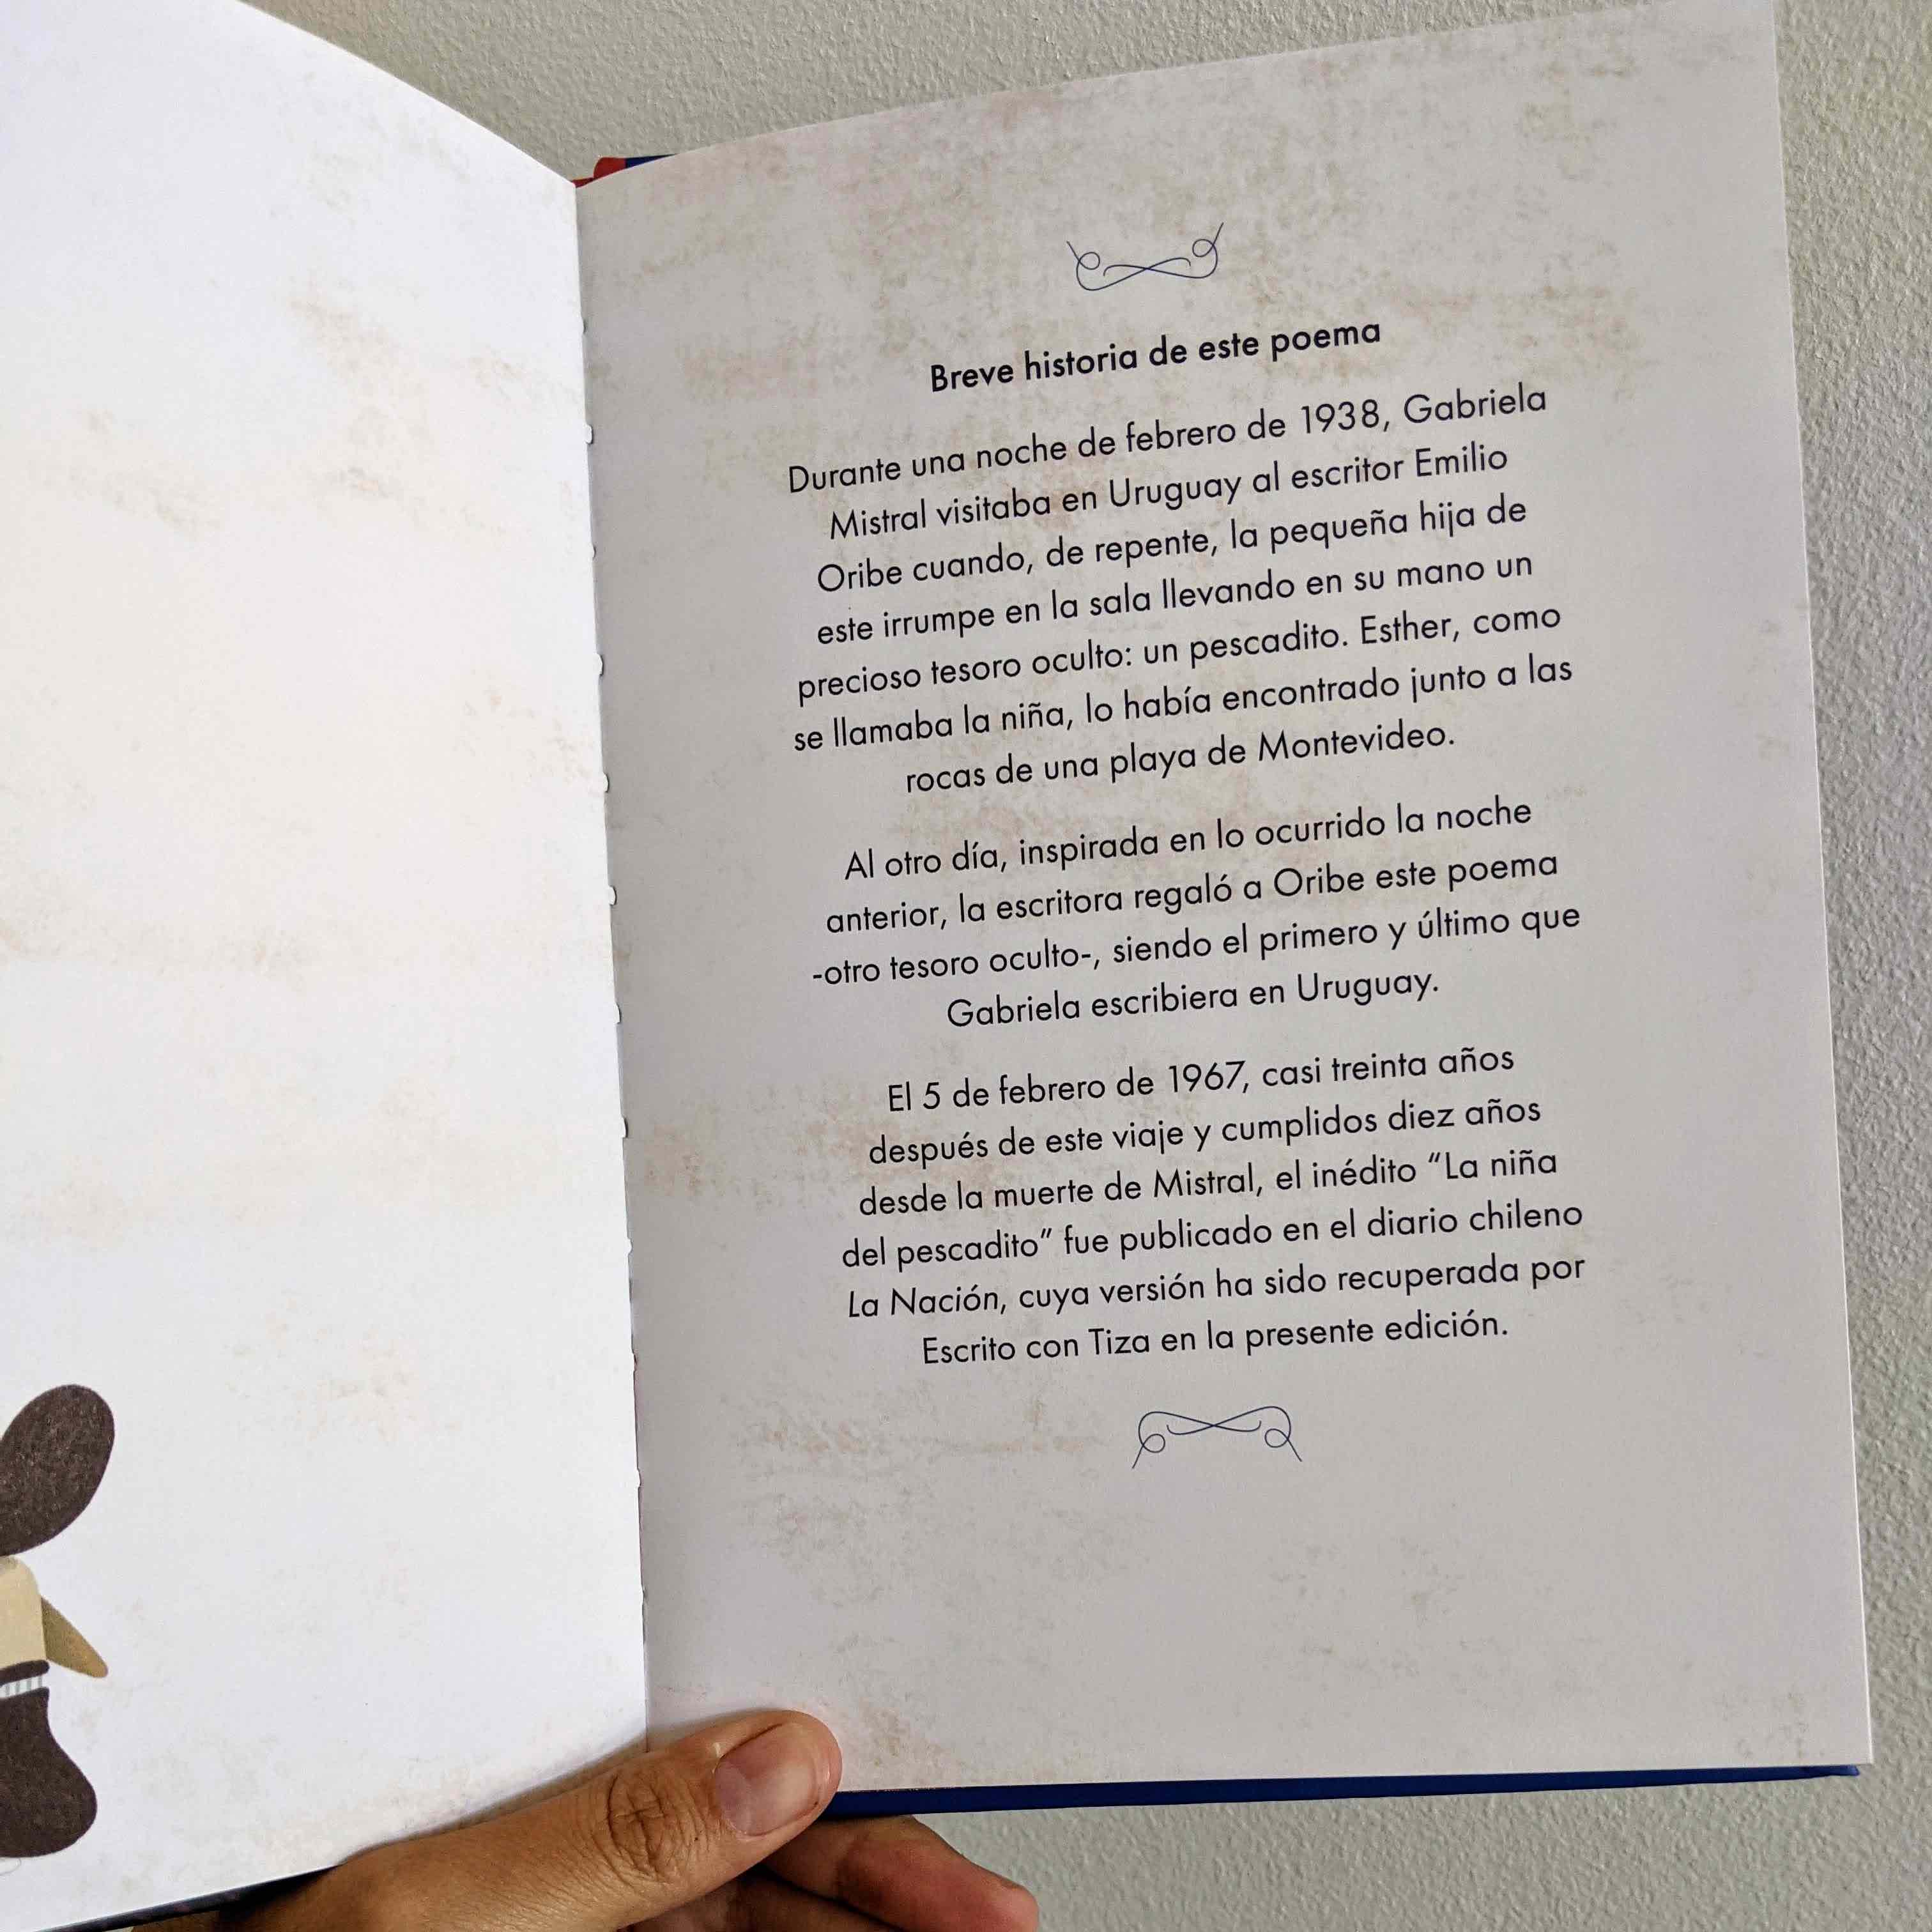 Breve historia de este poema
Durante una noche de febrero de 1938, Gabriela
Mistral visitaba en Uruguay al escritor Emilio
Oribe cuando, de repente, la pequeña hija de
este irrumpe en la sala llevando en su mano un
precioso tesoro oculto: un pescadito. Esther, como
se llamaba la niña, lo había encontrado junto a las
rocas de una playa de Montevideo.
Al otro día, inspirada en lo ocurrido la noche
anterior, la escritora regaló a Oribe este poema
-otro tesoro oculto-, siendo el primero y último que
Gabriela escribiera en Uruguay.
El 5 de febrero de 1967, casi treinta años
después de este viaje y cumplidos diez años
desde la muerte de Mistral, el inédito “La niña
del pescadito” fue publicado en el diario chileno
La Nación, cuya versión ha sido recuperada por
Escrito con Tiza en la presente edición.